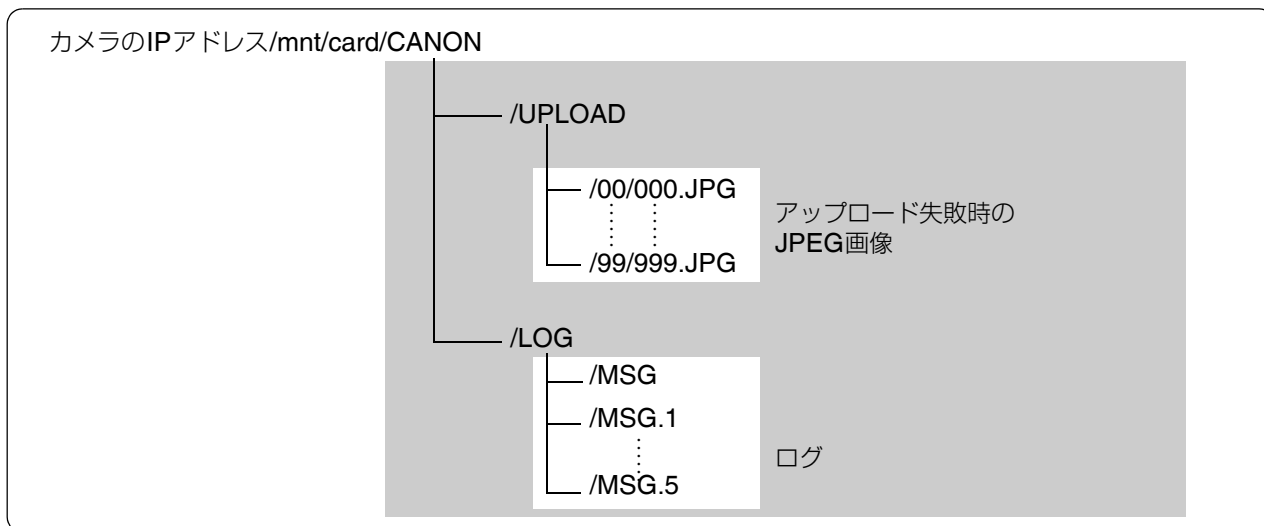 カメラのIPアドレス/mnt/card/CANON
/UPLOAD
/00/000.JPG
/99/999.JPG
アップロード失敗時の
JPEG画像
/LOG
/MSG
/MSG.1
/MSG.5
ログ